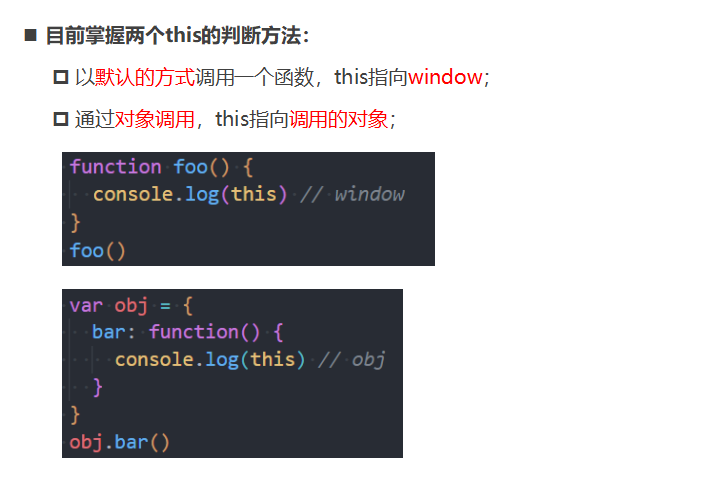 目前掌握两个this的判断方法：
以默认的方式调用一个函数，this指向window；
通过对象调用，this指向调用的对象；
function foo() {
  console.log(this) // window
}
foo()
var obj = {
  bar: function() {
    console.log(this) // obj
  }
}
obj.bar()